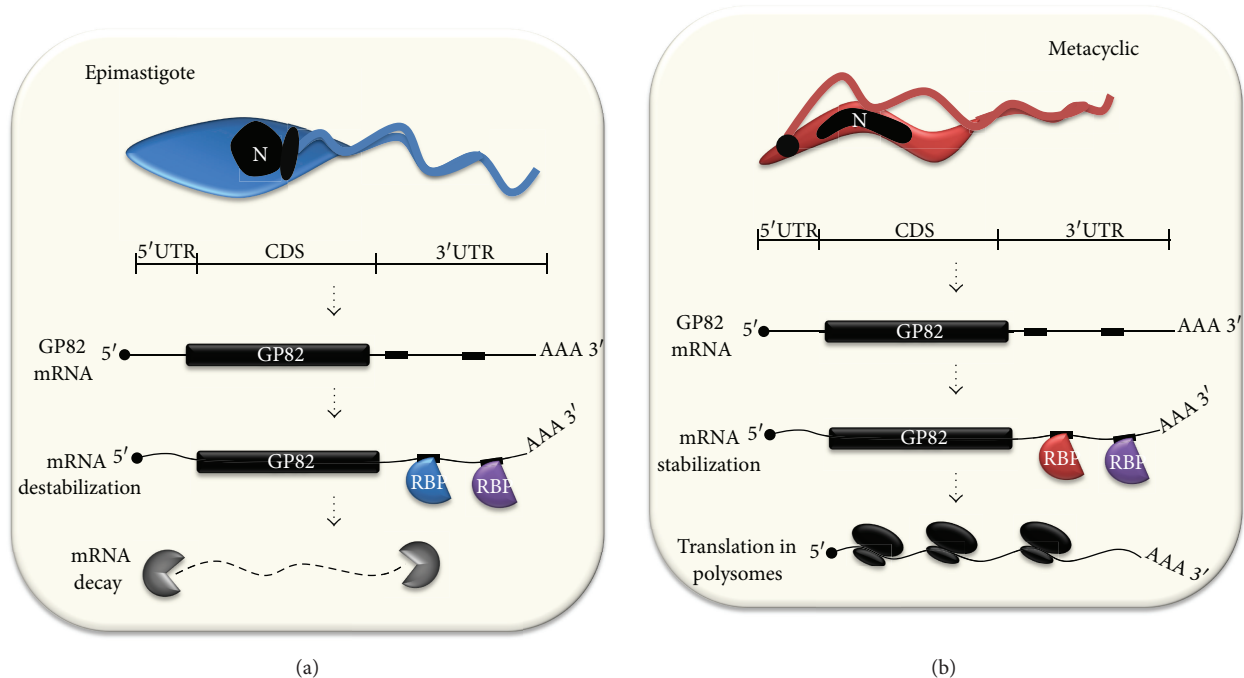 Epimastigote
N
5′UTR CDS 3′UTR
GP82
mRNA
5′ GP82 AAA 3′
mRNA
destabilization
5′ GP82 AAA 3′
RBP RBP
mRNA
decay
(a)
Metacyclic
N
5′UTR CDS 3′UTR
GP82
mRNA
5′ GP82 AAA 3′
mRNA
stabilization
5′ GP82 AAA 3′
RBP RBP
Translation in
polysomes
5′ AAA 3′
(b)